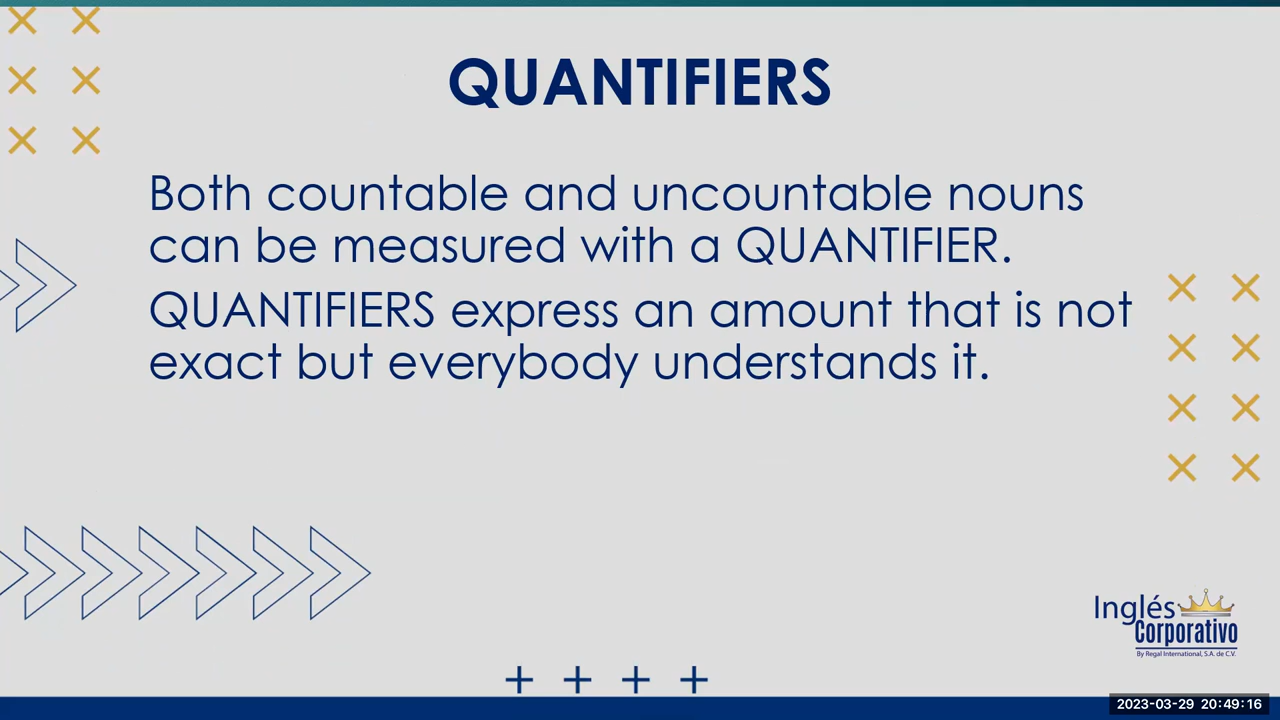 QUANTIFIERS
Both countable and uncountable nouns
can be measured with a QUANTIFIER.
QUANTIFIERS express an amount that is not
exact but everybody understands it.
Inglés
Corporativo
By Regal International, S.A. de C.V.
2023-03-29 20:49:16